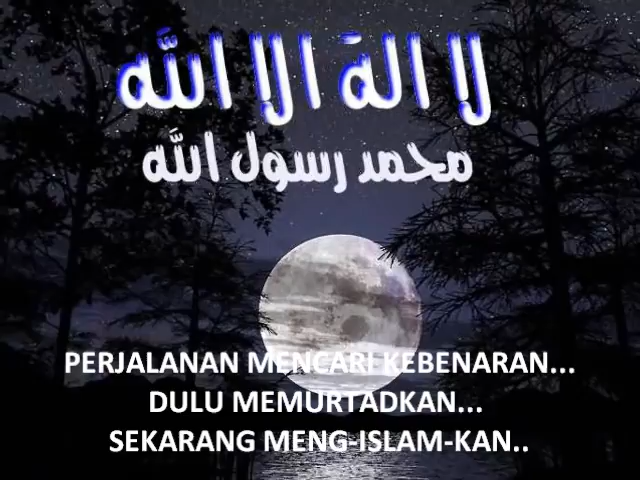 لا اله الا الله
محمد رسول الله
PERJALANAN MENCARI KEBENARAN...
DULU MEMURTADKAN...
SEKARANG MENG-ISLAM-KAN..